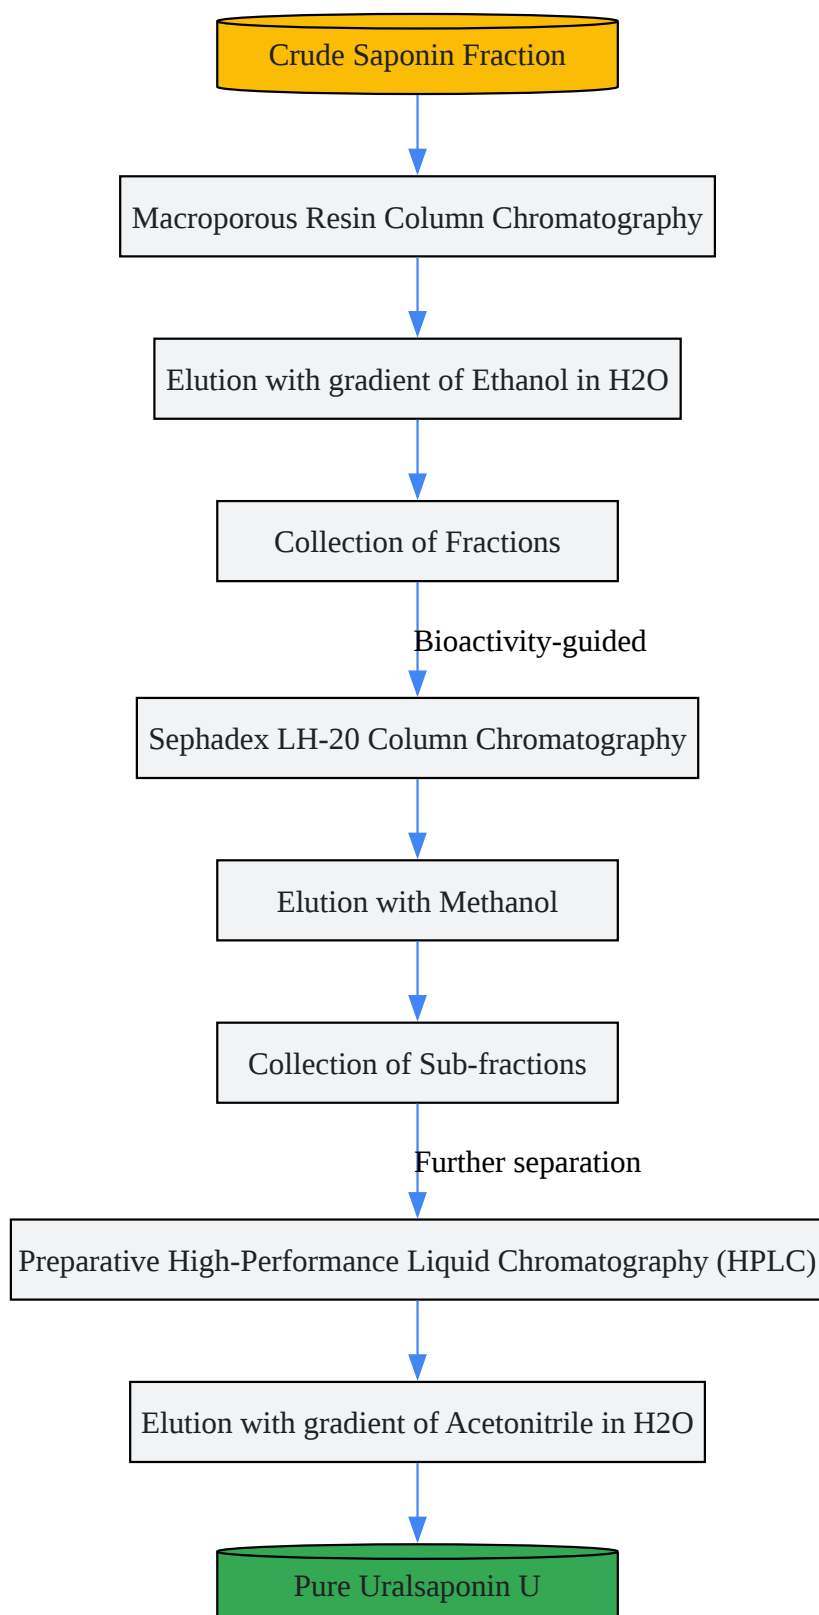 Crude Saponin Fraction
Macroporous Resin Column Chromatography
Elution with gradient of Ethanol in H2O
Collection of Fractions
Bioactivity-guided
Sephadex LH-20 Column Chromatography
Elution with Methanol
Collection of Sub-fractions
Further separation
Preparative High-Performance Liquid Chromatography (HPLC)
Elution with gradient of Acetonitrile in H2O
Pure Uralsaponin U